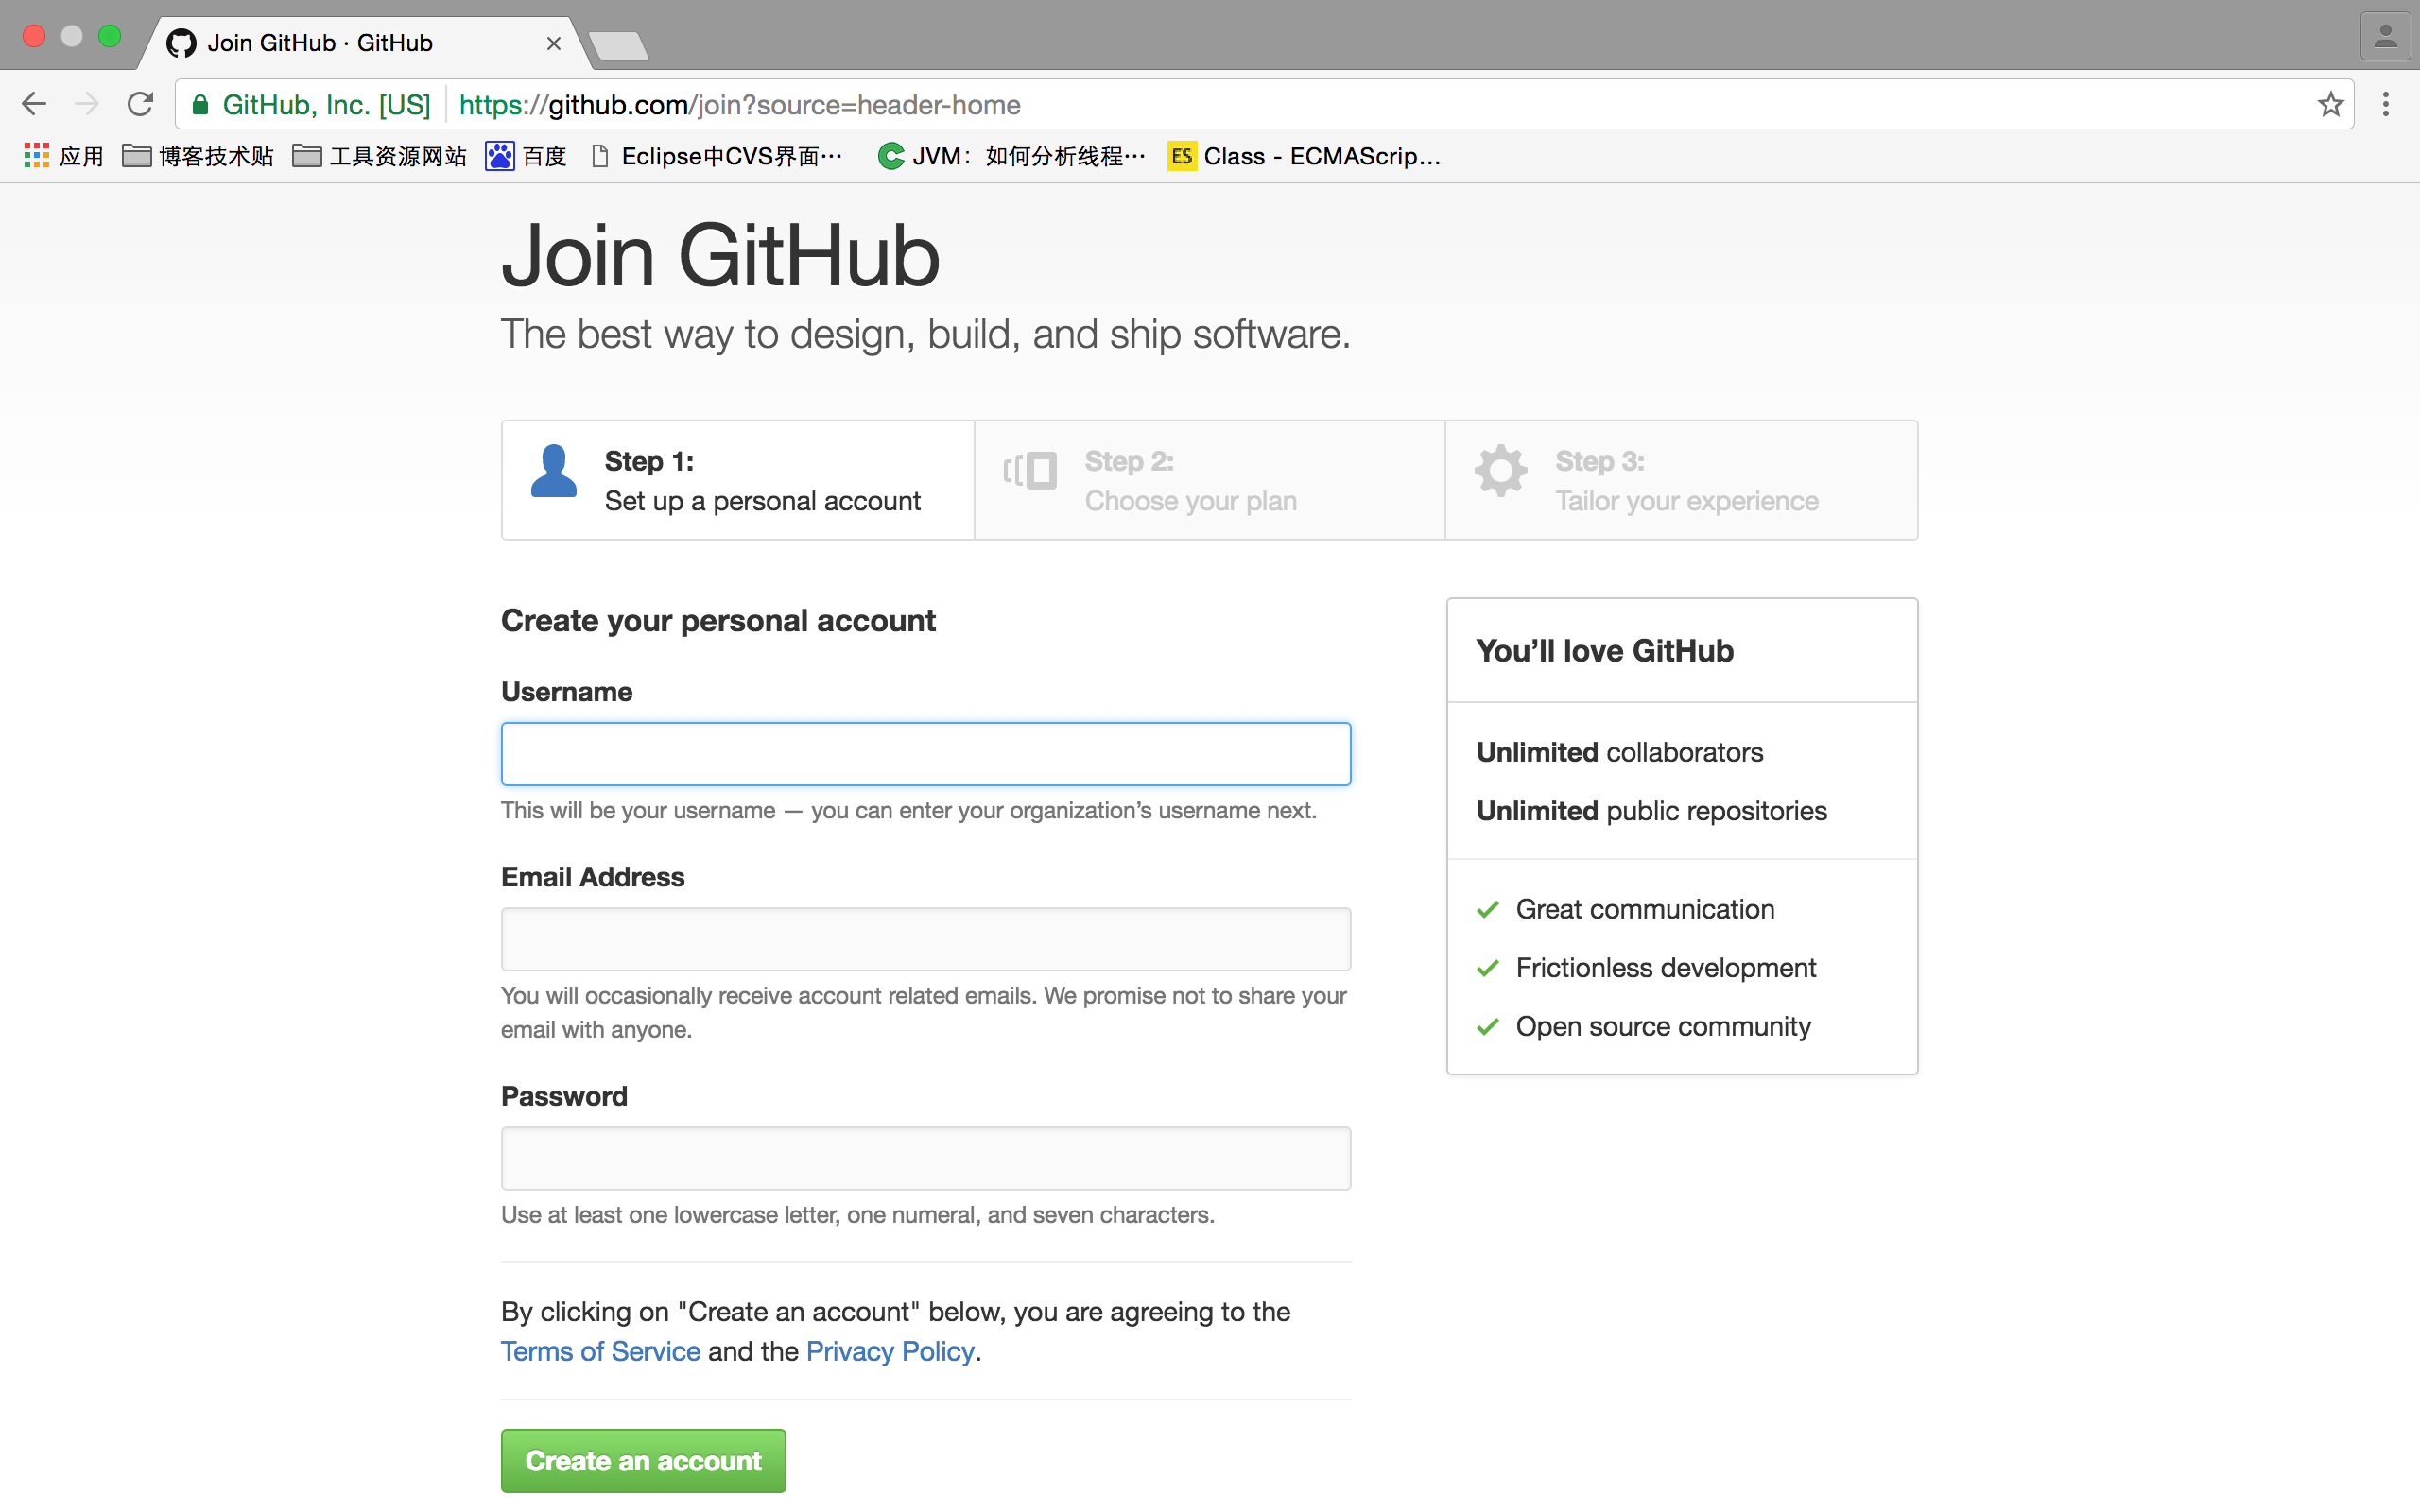 Join GitHub · GitHub
GitHub, Inc. [US] https://github.com/join?source=header-home
应用 博客技术贴 工具资源网站 百度 Eclipse中CVS界面… JVM：如何分析线程… ES Class - ECMAScrip…
Join GitHub
The best way to design, build, and ship software.
Step 1:
Set up a personal account
Step 2:
Choose your plan
Step 3:
Tailor your experience
Create your personal account
Username
This will be your username — you can enter your organization’s username next.
Email Address
You will occasionally receive account related emails. We promise not to share your
email with anyone.
Password
Use at least one lowercase letter, one numeral, and seven characters.
By clicking on "Create an account" below, you are agreeing to the
Terms of Service and the Privacy Policy.
Create an account
You’ll love GitHub
Unlimited collaborators
Unlimited public repositories
Great communication
Frictionless development
Open source community